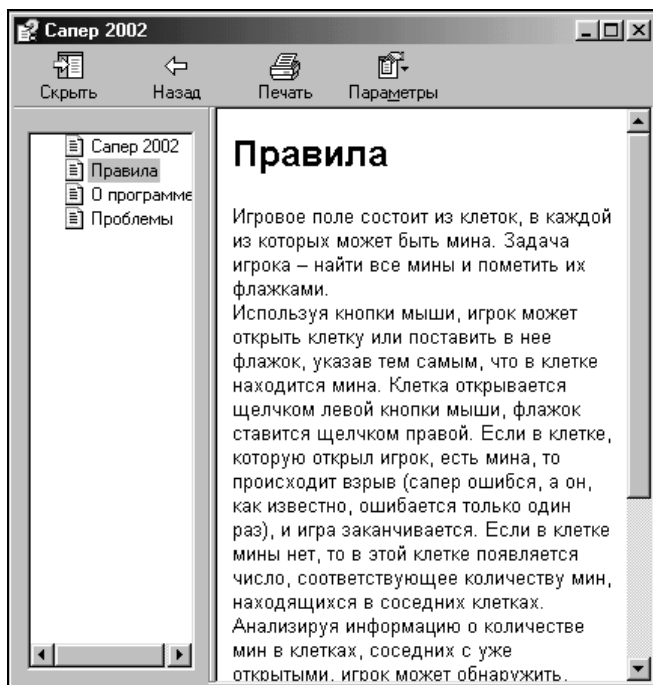 Сапер 2002
Скрыть
Назад
Печать
Параметры
Сапер 2002
Правила
О программе
Проблемы
Правила
Игровое поле состоит из клеток, в каждой
из которых может быть мина. Задача
игрока – найти все мины и пометить их
флажками.
Используя кнопки мыши, игрок может
открыть клетку или поставить в нее
флажок, указав тем самым, что в клетке
находится мина. Клетка открывается
щелчком левой кнопки мыши, флажок
ставится щелчком правой. Если в клетке,
которую открыл игрок, есть мина, то
происходит взрыв (сапер ошибся, а он,
как известно, ошибается только один
раз), и игра заканчивается. Если в клетке
мины нет, то в этой клетке появляется
число, соответствующее количеству мин,
находящихся в соседних клетках.
Анализируя информацию о количестве
мин в клетках, соседних с уже
открытыми, игрок может обнаружить,